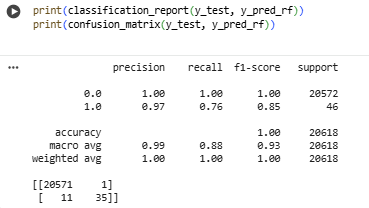 print(classification_report(y_test, y_pred_rf))
print(confusion_matrix(y_test, y_pred_rf))
precision recall f1-score support
0.0 1.00 1.00 1.00 20572
1.0 0.97 0.76 0.85 46
accuracy 1.00 20618
macro avg 0.99 0.88 0.93 20618
weighted avg 1.00 1.00 1.00 20618
[[20571 1]
[ 11 35]]